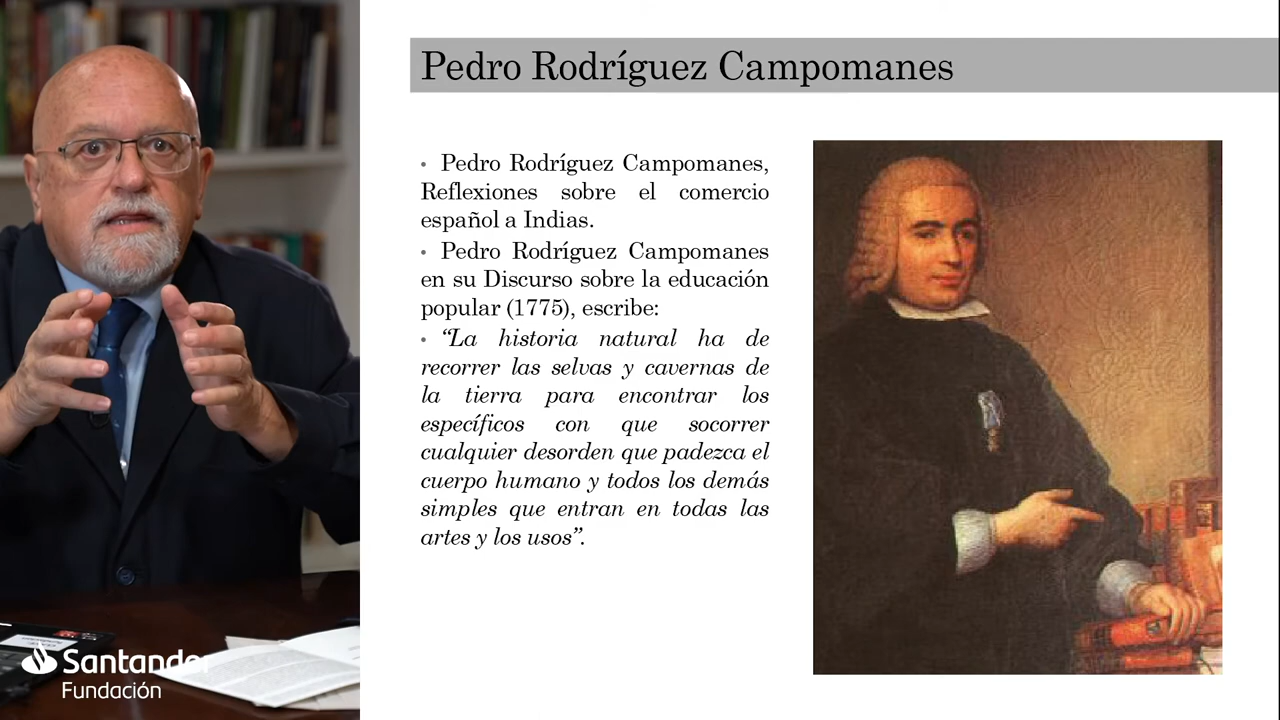 Pedro Rodríguez Campomanes
• Pedro Rodríguez Campomanes,
Reflexiones sobre el comercio
español a Indias.
• Pedro Rodríguez Campomanes
en su Discurso sobre la educación
popular (1775), escribe:
• “La historia natural ha de
recorrer las selvas y cavernas de
la tierra para encontrar los
específicos con que socorrer
cualquier desorden que padezca el
cuerpo humano y todos los demás
simples que entran en todas las
artes y los usos”.
Santander
Fundación